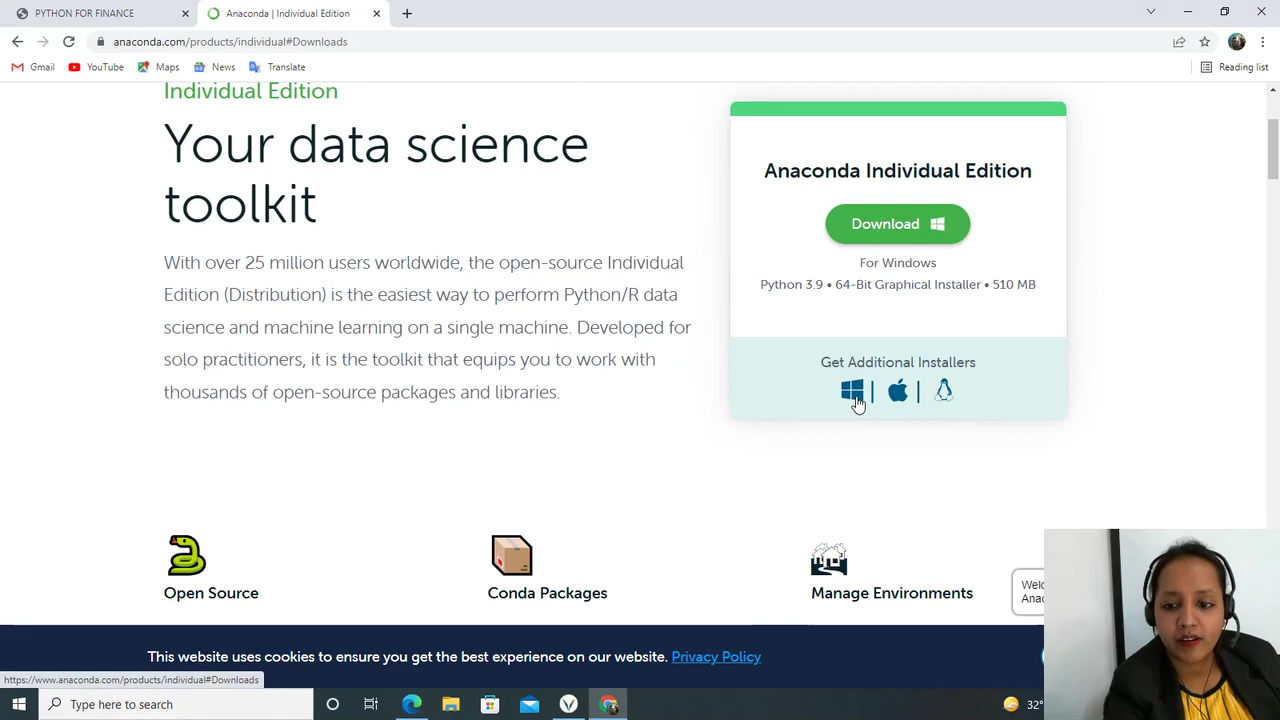 PYTHON FOR FINANCE
Anaconda | Individual Edition
anaconda.com/products/individual#Downloads
Gmail
YouTube
Maps
News
Translate
Reading list
Individual Edition
Your data science
toolkit
With over 25 million users worldwide, the open-source Individual
Edition (Distribution) is the easiest way to perform Python/R data
science and machine learning on a single machine. Developed for
solo practitioners, it is the toolkit that equips you to work with
thousands of open-source packages and libraries.
Anaconda Individual Edition
Download
For Windows
Python 3.9 • 64-Bit Graphical Installer • 510 MB
Get Additional Installers
Open Source
Conda Packages
Manage Environments
This website uses cookies to ensure you get the best experience on our website. Privacy Policy
https://www.anaconda.com/products/individual#Downloads
Type here to search
32°